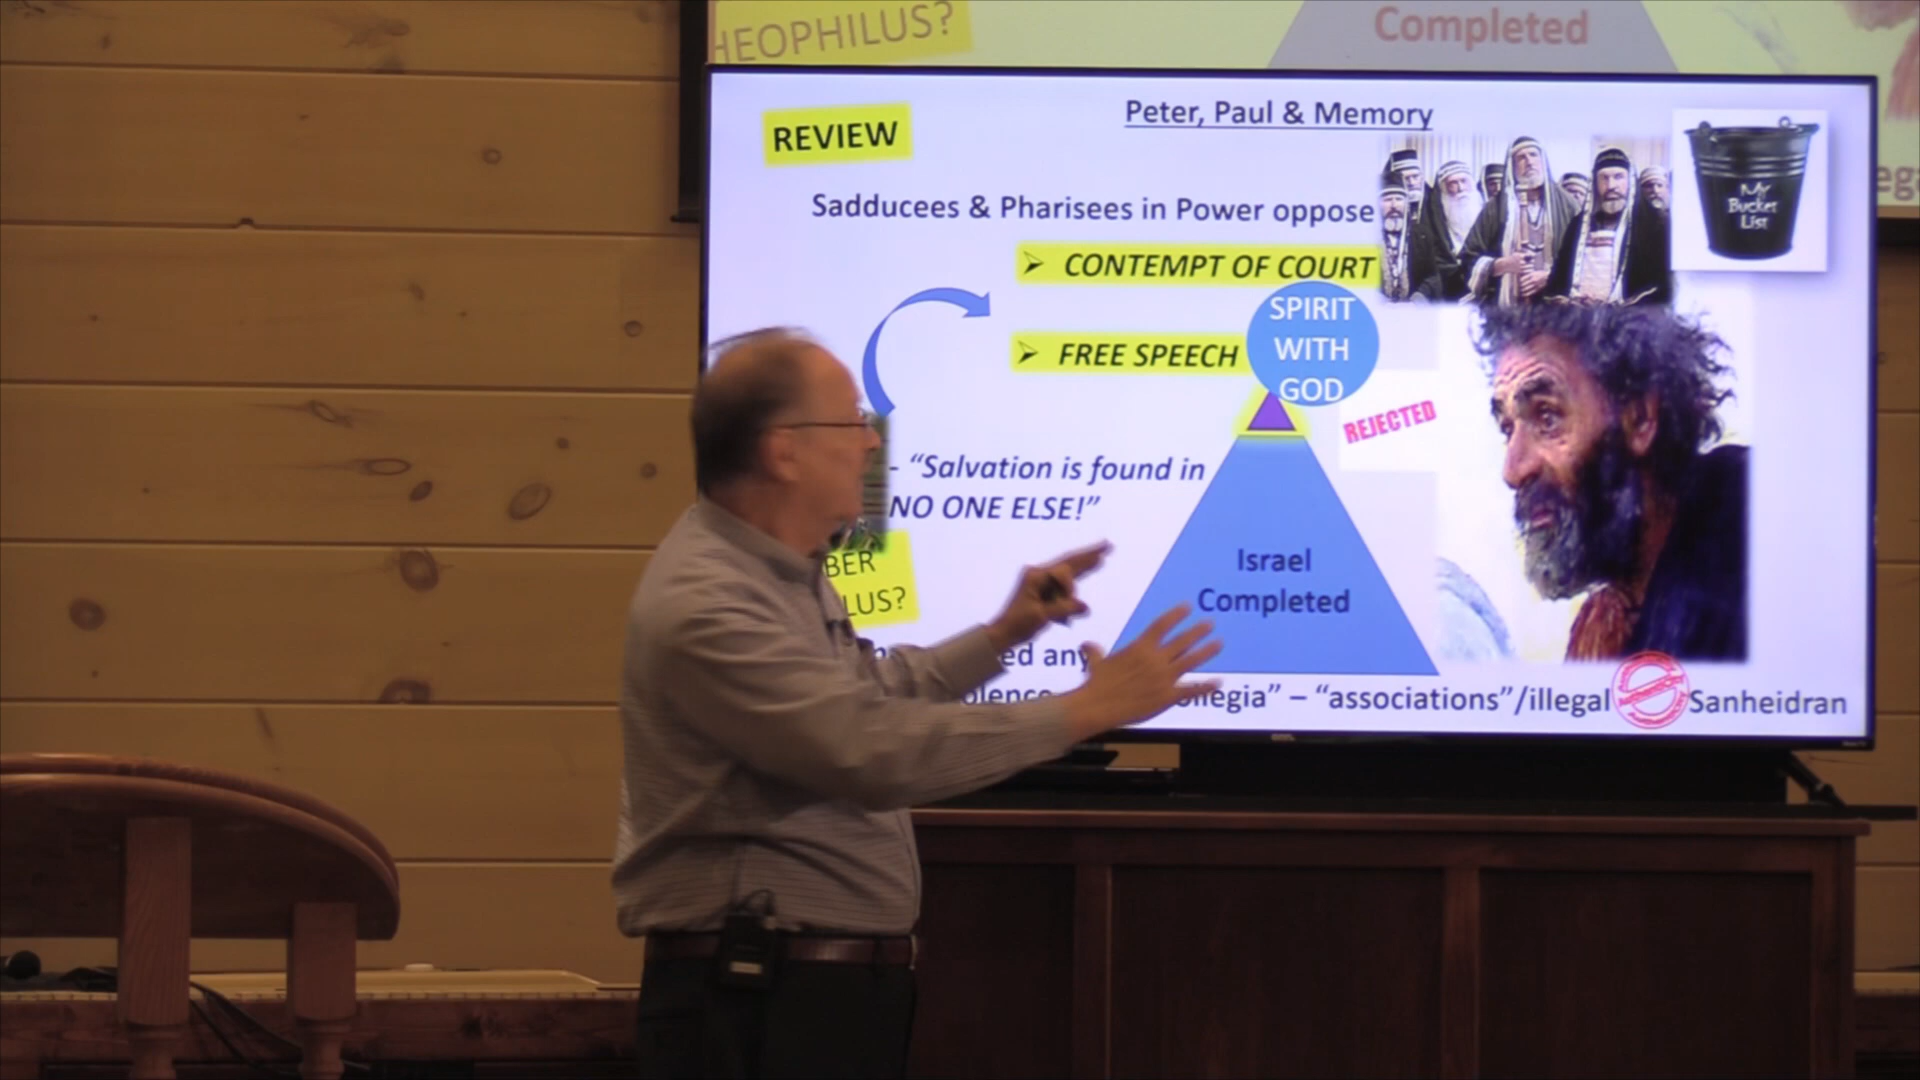 HEOPHILUS?
Completed
Peter, Paul & Memory
REVIEW
My
Bucket
List
Sadducees & Pharisees in Power oppose
➢ CONTEMPT OF COURT
SPIRIT
WITH
GOD
➢ FREE SPEECH
REJECTED
- “Salvation is found in
NO ONE ELSE!”
BER
LUS?
Israel
Completed
ed any
olence
llegia” – “associations”/illegal
Sanheidran